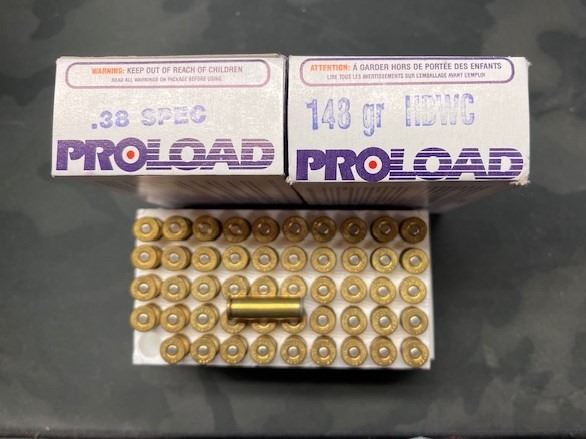 WARNING: KEEP OUT OF REACH OF CHILDREN
READ ALL WARNINGS ON PACKAGE BEFORE USING.
.38 SPEC
PROLOAD
ATTENTION: A GARDER HORS DE PORTÉE DES ENFANTS
LIRE TOUS LES AVERTISSEMENTS SUR L'EMBALLAGE AVANT L'EMPLOI
148 gr HBWC
PROLOAD